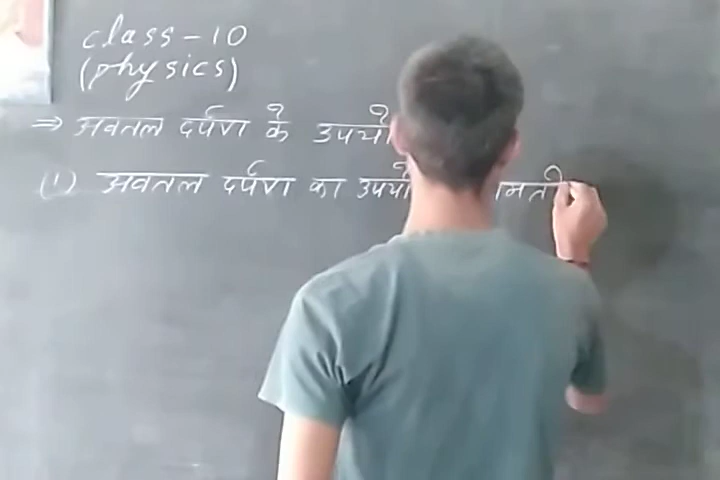 class - 10
(physics)
⇒ अवतल दर्पण के
(1) अवतल दर्पण का